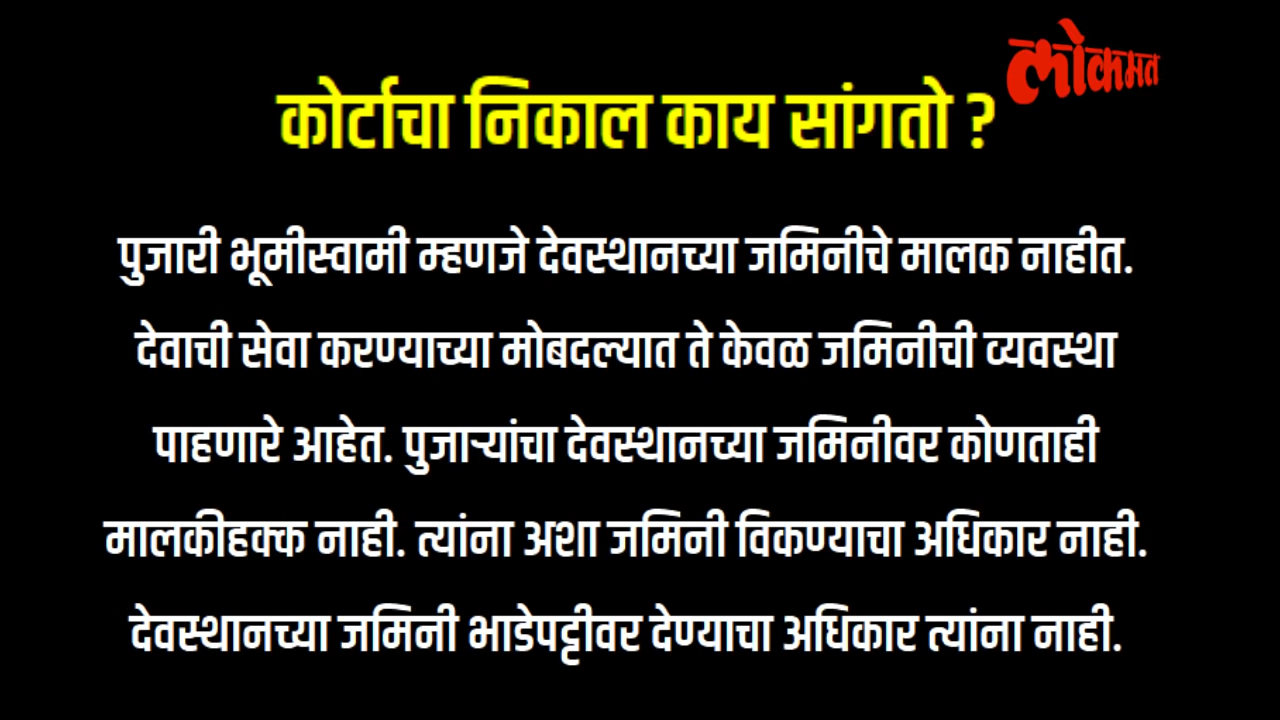 लोकमत
कोर्टाचा निकाल काय सांगतो ?
पुजारी भूमीस्वामी म्हणजे देवस्थानच्या जमिनीचे मालक नाहीत.
देवाची सेवा करण्याच्या मोबदल्यात ते केवळ जमिनीची व्यवस्था
पाहणारे आहेत. पुजाऱ्यांचा देवस्थानच्या जमिनीवर कोणताही
मालकीहक्क नाही. त्यांना अशा जमिनी विकण्याचा अधिकार नाही.
देवस्थानच्या जमिनी भाडेपट्टीवर देण्याचा अधिकार त्यांना नाही.